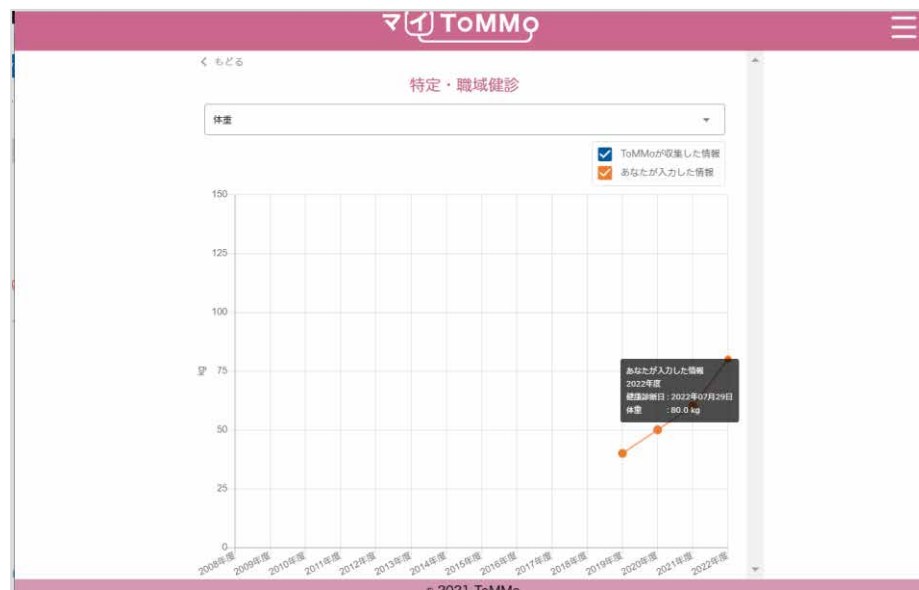 マイToMMo
く もどる
特定・職域健診
体重
ToMMoが収集した情報
あなたが入力した情報
150
125
100
kg
75
50
25
0
あなたが入力した情報
2022年度
健康診断日 : 2022年07月29日
体重 : 80.0 kg
2008年度
2009年度
2010年度
2011年度
2012年度
2013年度
2014年度
2015年度
2016年度
2017年度
2018年度
2019年度
2020年度
2021年度
2022年度
© 2021 ToMMo